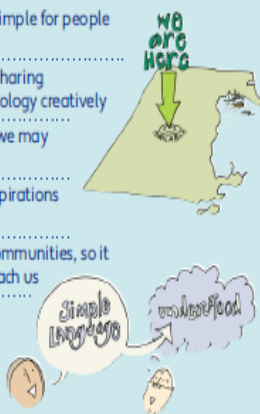 imple for people
haring
ology creatively
we may
pirations
mmunities, so it
ach us
we
are
Here
Simple
Language
understood